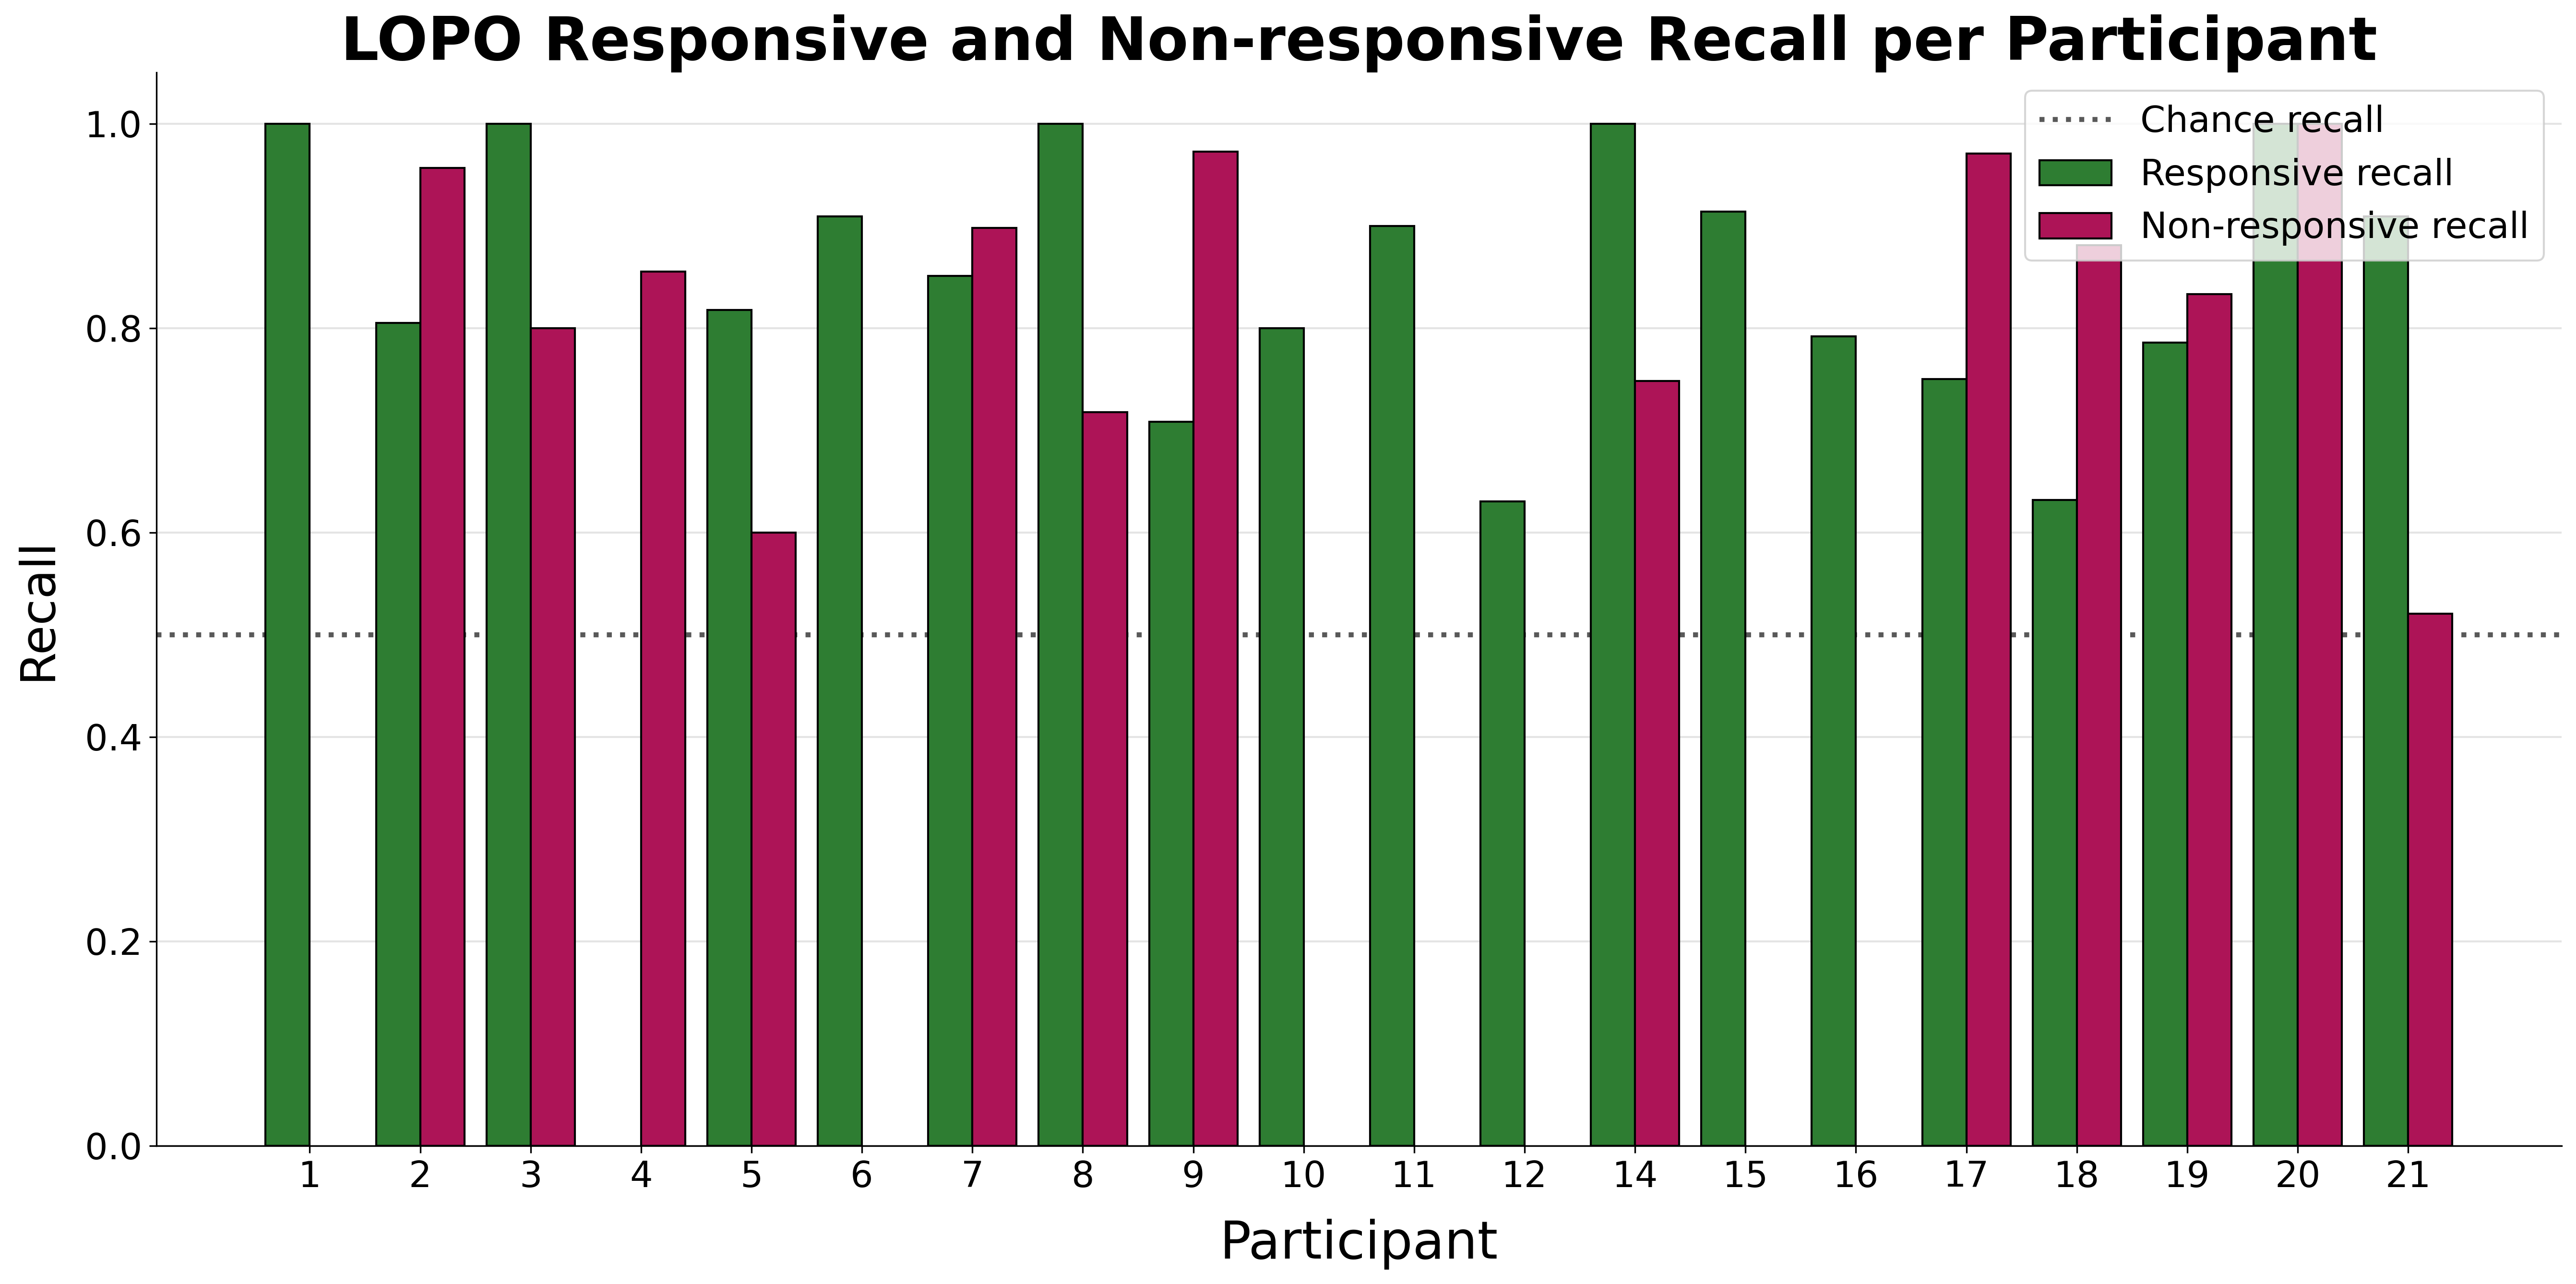 LOPO Responsive and Non-responsive Recall per Participant
Chance recall
Responsive recall
Non-responsive recall
Recall
1.0
0.8
0.6
0.4
0.2
0.0
1 2 3 4 5 6 7 8 9 10 11 12 14 15 16 17 18 19 20 21
Participant